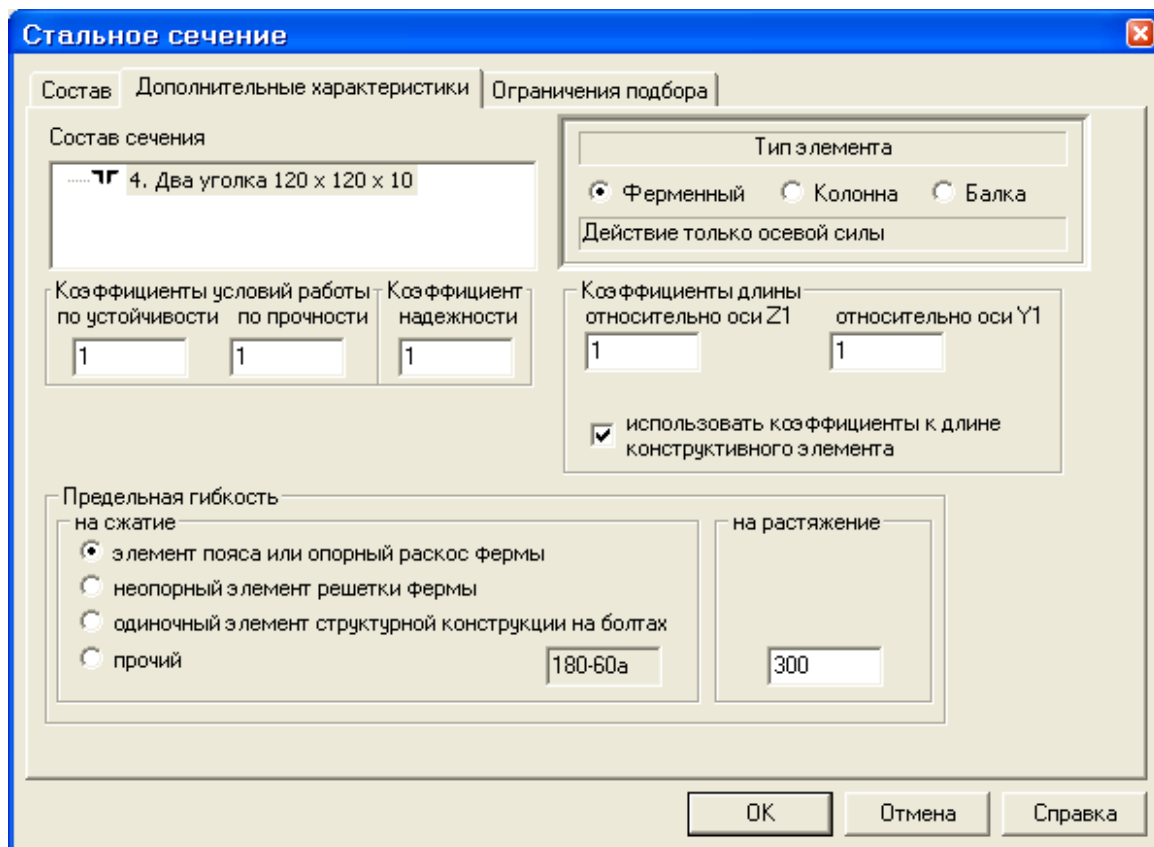 Стальное сечение
Состав
Дополнительные характеристики
Ограничения подбора
Состав сечения
4. Два уголка 120 x 120 x 10
Тип элемента
Ферменный
Колонна
Балка
Действие только осевой силы
Коэффициенты условий работы
по устойчивости
по прочности
1
1
Коэффициент
надежности
1
Коэффициенты длины
относительно оси Z1
относительно оси Y1
1
1
использовать коэффициенты к длине
конструктивного элемента
Предельная гибкость
на сжатие
элемент пояса или опорный раскос фермы
неопорный элемент решетки фермы
одиночный элемент структурной конструкции на болтах
прочий
180-60a
на растяжение
300
OK
Отмена
Справка